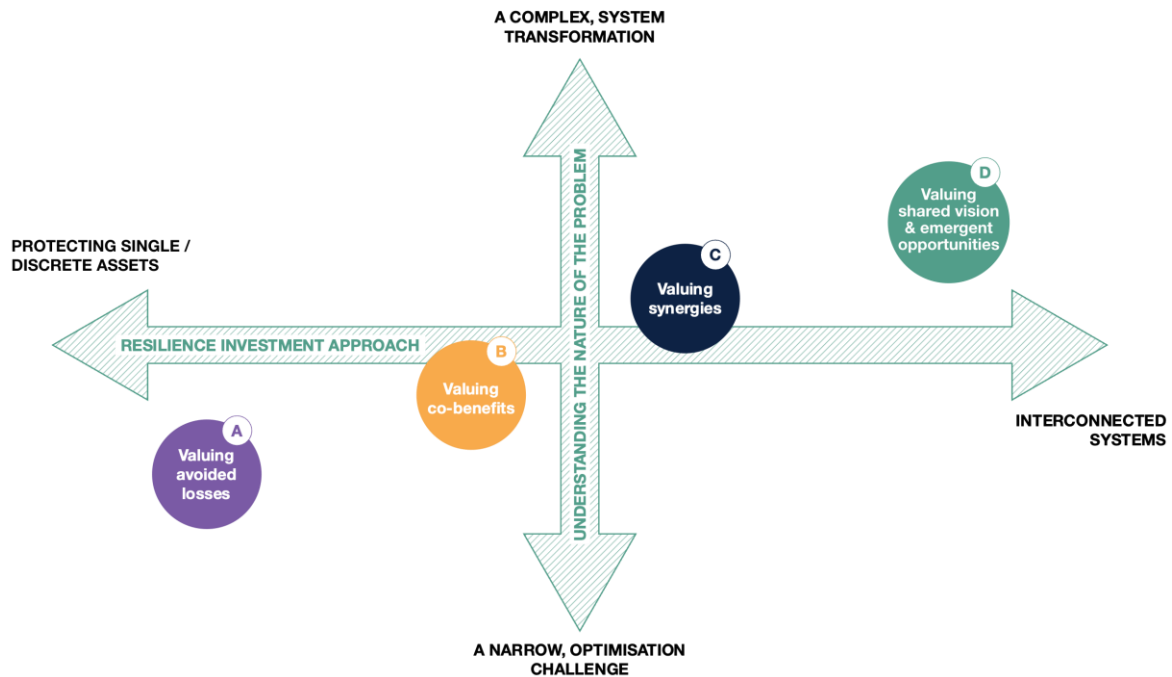 A COMPLEX, SYSTEM
TRANSFORMATION
UNDERSTANDING THE NATURE OF THE PROBLEM
D
Valuing
shared vision
& emergent
opportunities
PROTECTING SINGLE /
DISCRETE ASSETS
C
Valuing
synergies
RESILIENCE INVESTMENT APPROACH
B
Valuing
co-benefits
A
Valuing
avoided
losses
INTERCONNECTED
SYSTEMS
A NARROW, OPTIMISATION
CHALLENGE